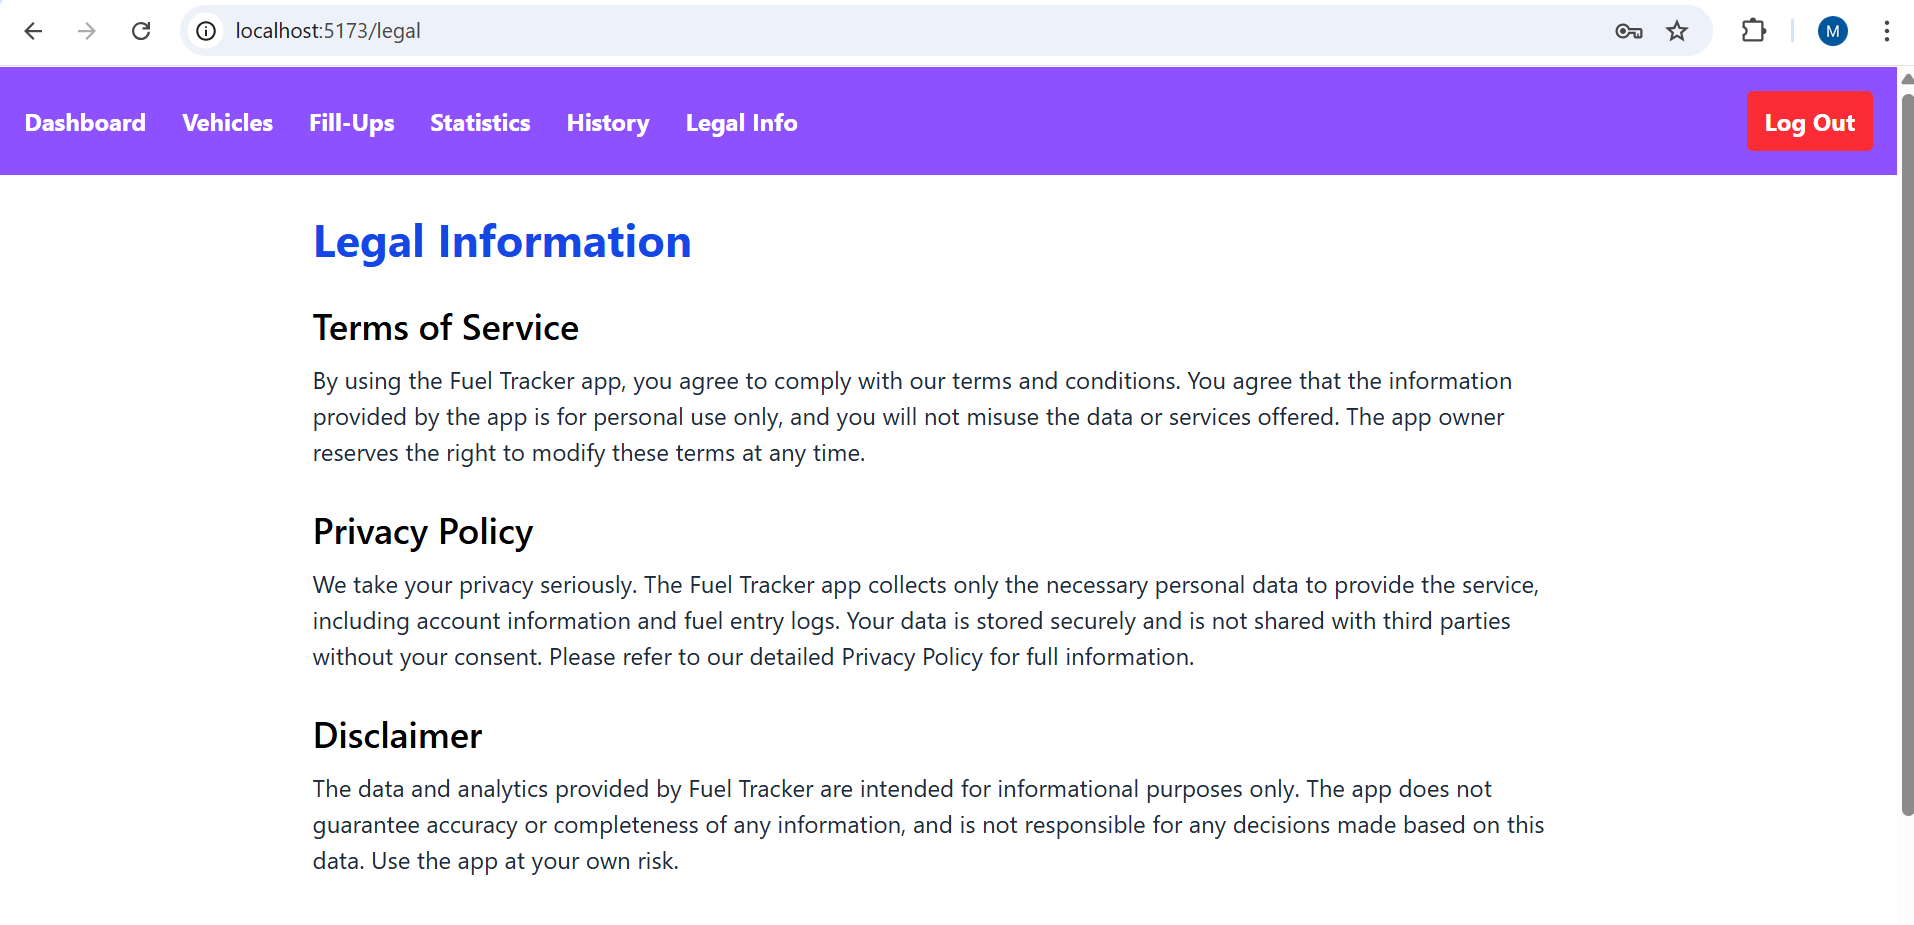 localhost:5173/legal
M
Dashboard Vehicles Fill-Ups Statistics History Legal Info Log Out
Legal Information
Terms of Service
By using the Fuel Tracker app, you agree to comply with our terms and conditions. You agree that the information
provided by the app is for personal use only, and you will not misuse the data or services offered. The app owner
reserves the right to modify these terms at any time.
Privacy Policy
We take your privacy seriously. The Fuel Tracker app collects only the necessary personal data to provide the service,
including account information and fuel entry logs. Your data is stored securely and is not shared with third parties
without your consent. Please refer to our detailed Privacy Policy for full information.
Disclaimer
The data and analytics provided by Fuel Tracker are intended for informational purposes only. The app does not
guarantee accuracy or completeness of any information, and is not responsible for any decisions made based on this
data. Use the app at your own risk.